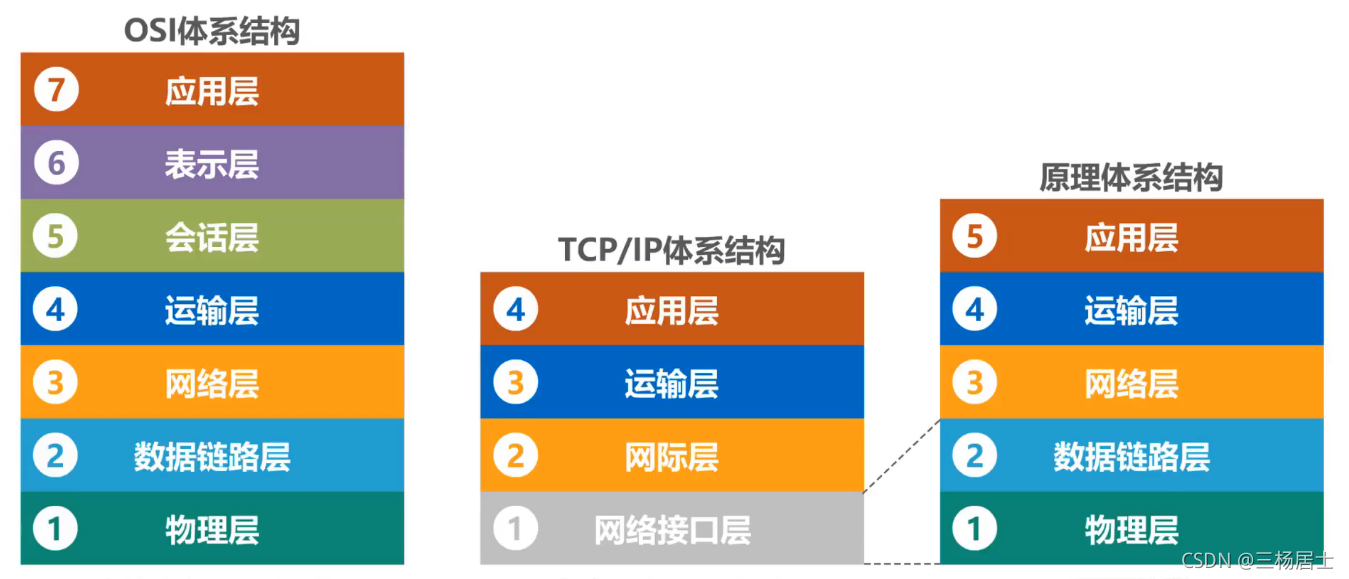 OSI体系结构
7 应用层
6 表示层
5 会话层
4 运输层
3 网络层
2 数据链路层
1 物理层
TCP/IP体系结构
4 应用层
3 运输层
2 网际层
1 网络接口层
原理体系结构
5 应用层
4 运输层
3 网络层
2 数据链路层
1 物理层
CSDN @三杨居士